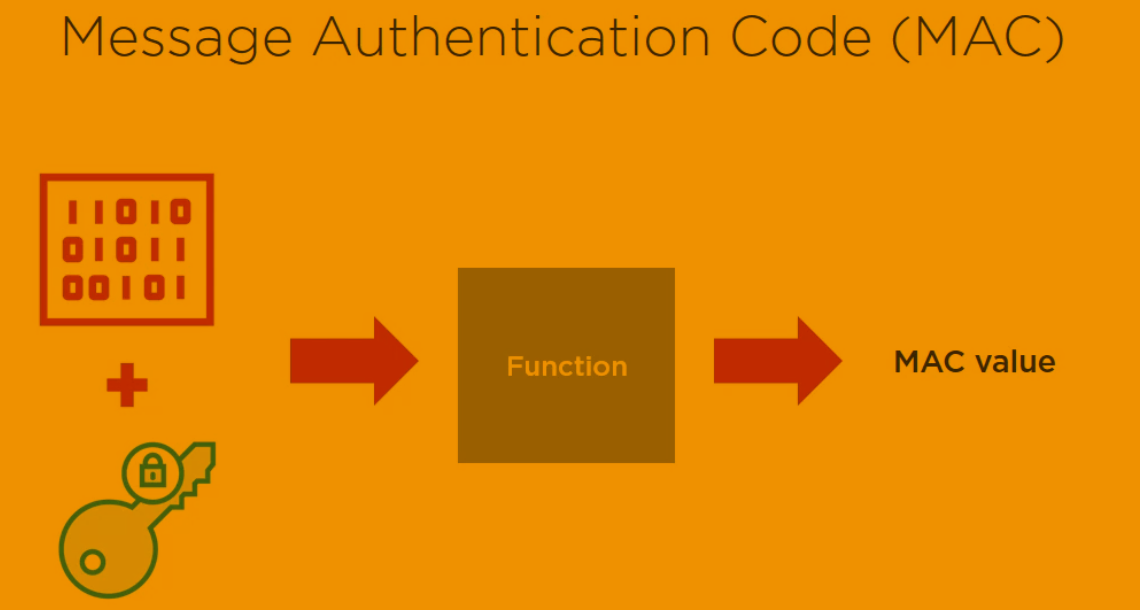 Message Authentication Code (MAC)
11010
01011
00101
Function
MAC value